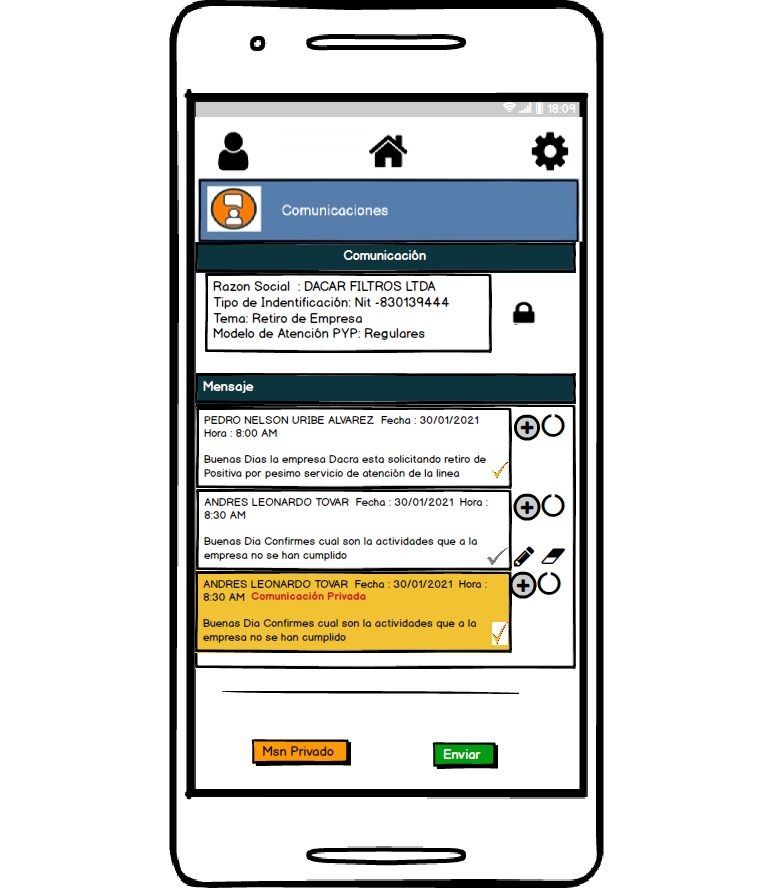 18:09
Comunicaciones
Comunicación
Razon Social : DACAR FILTROS LTDA
Tipo de Indentificación: Nit -830139444
Tema: Retiro de Empresa
Modelo de Atención PYP: Regulares
Mensaje
PEDRO NELSON URIBE ALVAREZ Fecha : 30/01/2021
Hora : 8:00 AM
Buenas Dias la empresa Dacra esta solicitando retiro de
Positiva por pesimo servicio de atención de la linea
ANDRES LEONARDO TOVAR Fecha : 30/01/2021 Hora :
8:30 AM
Buenas Dia Confirmes cual son la actividades que a la
empresa no se han cumplido
ANDRES LEONARDO TOVAR Fecha : 30/01/2021 Hora :
8:30 AM Comunicación Privada
Buenas Dia Confirmes cual son la actividades que a la
empresa no se han cumplido
Msn Privado
Enviar